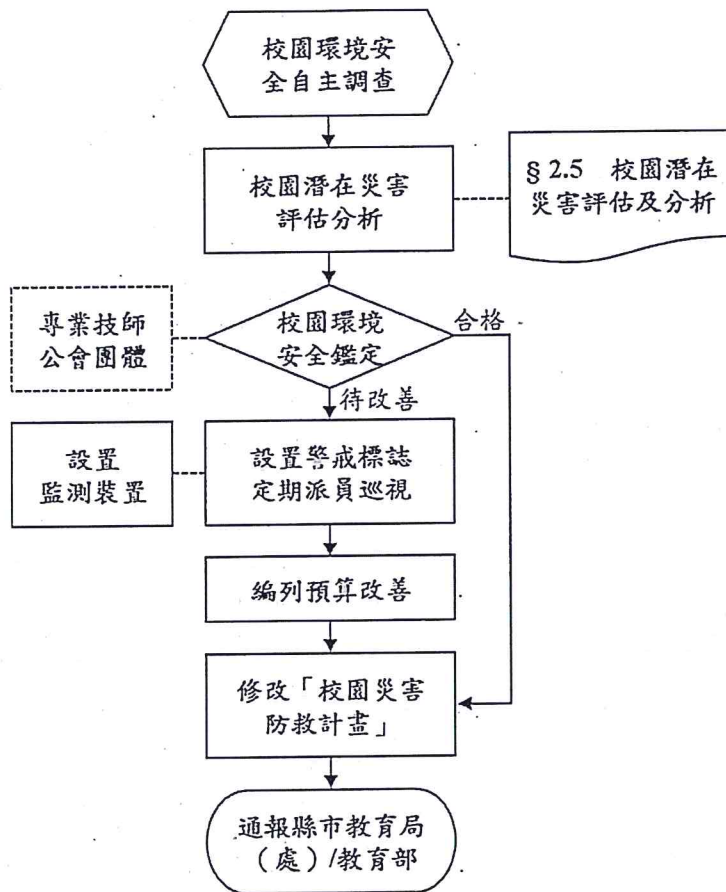 校園環境安
全自主調查
校園潛在災害
評估分析
§ 2.5 校園潛在
災害評估及分析
專業技師
公會團體
校園環境
安全鑑定
合格
待改善
設置
監測裝置
設置警戒標誌
定期派員巡視
編列預算改善
修改「校園災害
防救計畫」
通報縣市教育局
（處）/教育部